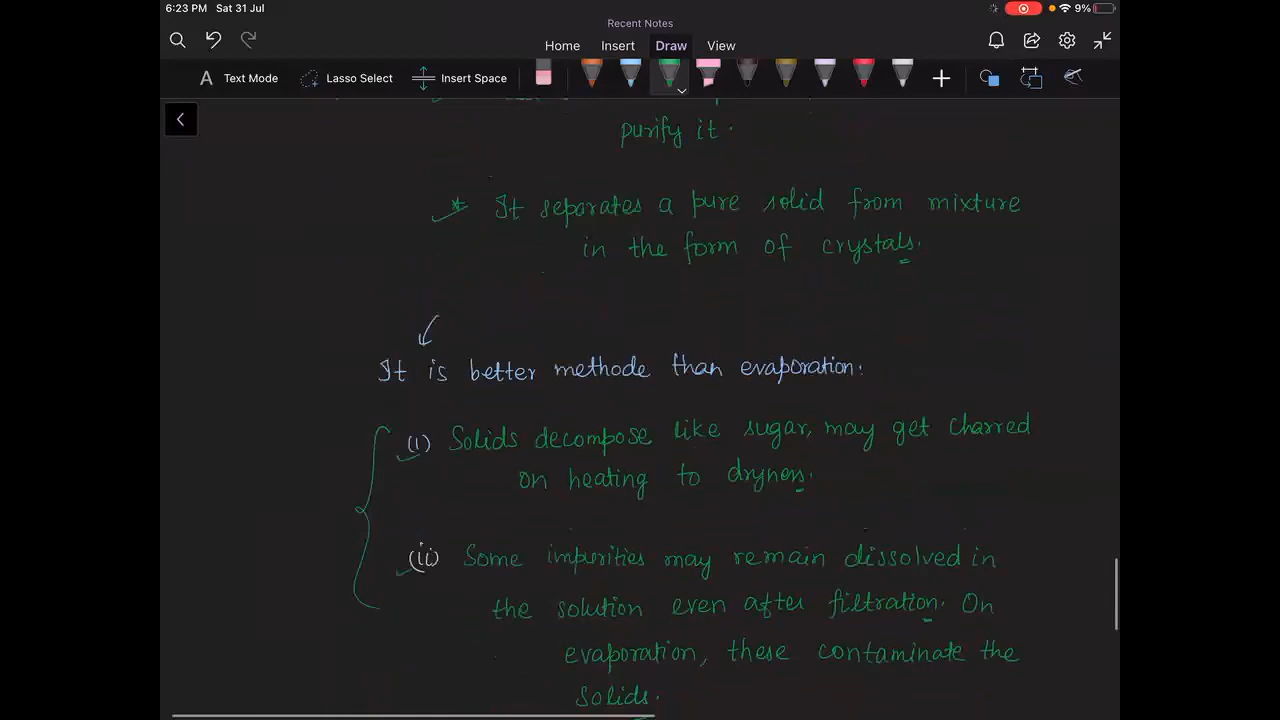 6:23 PM Sat 31 Jul
9%
Recent Notes
Home Insert Draw View
Text Mode Lasso Select Insert Space
purify it.
* It separates a pure solid from mixture
in the form of crystals.
It is better methode than evaporation.
(i) Solids decompose like sugar, may get charred
on heating to dryness.
(ii) Some impurities may remain dissolved in
the solution even after filtration. On
evaporation, these contaminate the
solids.